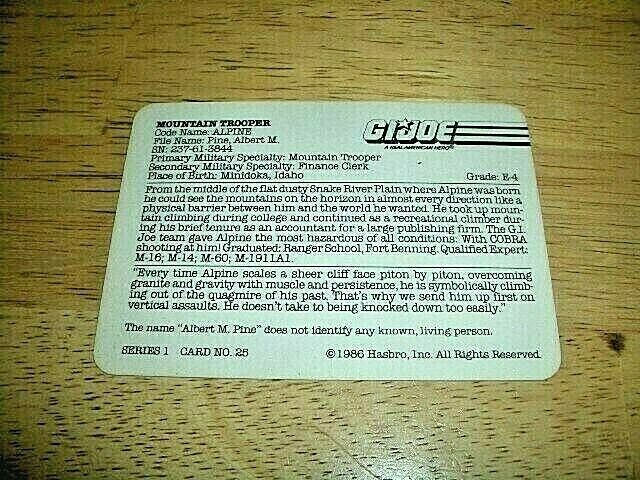 MOUNTAIN TROOPER
Code Name: ALPINE
File Name: Pine, Albert M.
SN: 237-61-3844
Primary Military Specialty: Mountain Trooper
Secondary Military Specialty: Finance Clerk
Place of Birth: Minidoka, Idaho
GIJOE
A REAL AMERICAN HERO®
Grade: E-4
From the middle of the flat dusty Snake River Plain where Alpine was born
he could see the mountains on the horizon in almost every direction like a
physical barrier between him and the world he wanted. He took up moun-
tain climbing during college and continued as a recreational climber dur-
ing his brief tenure as an accountant for a large publishing firm. The G.I.
Joe team gave Alpine the most hazardous of all conditions: With COBRA
shooting at him! Graduated: Ranger School, Fort Benning. Qualified Expert:
M-16; M-14; M-60; M-1911A1.
"Every time Alpine scales a sheer cliff face piton by piton, overcoming
granite and gravity with muscle and persistence, he is symbolically climb-
ing out of the quagmire of his past. That's why we send him up first on
vertical assaults. He doesn't take to being knocked down too easily."
The name "Albert M. Pine" does not identify any known, living person.
SERIES 1 CARD NO. 25
© 1986 Hasbro, Inc. All Rights Reserved.